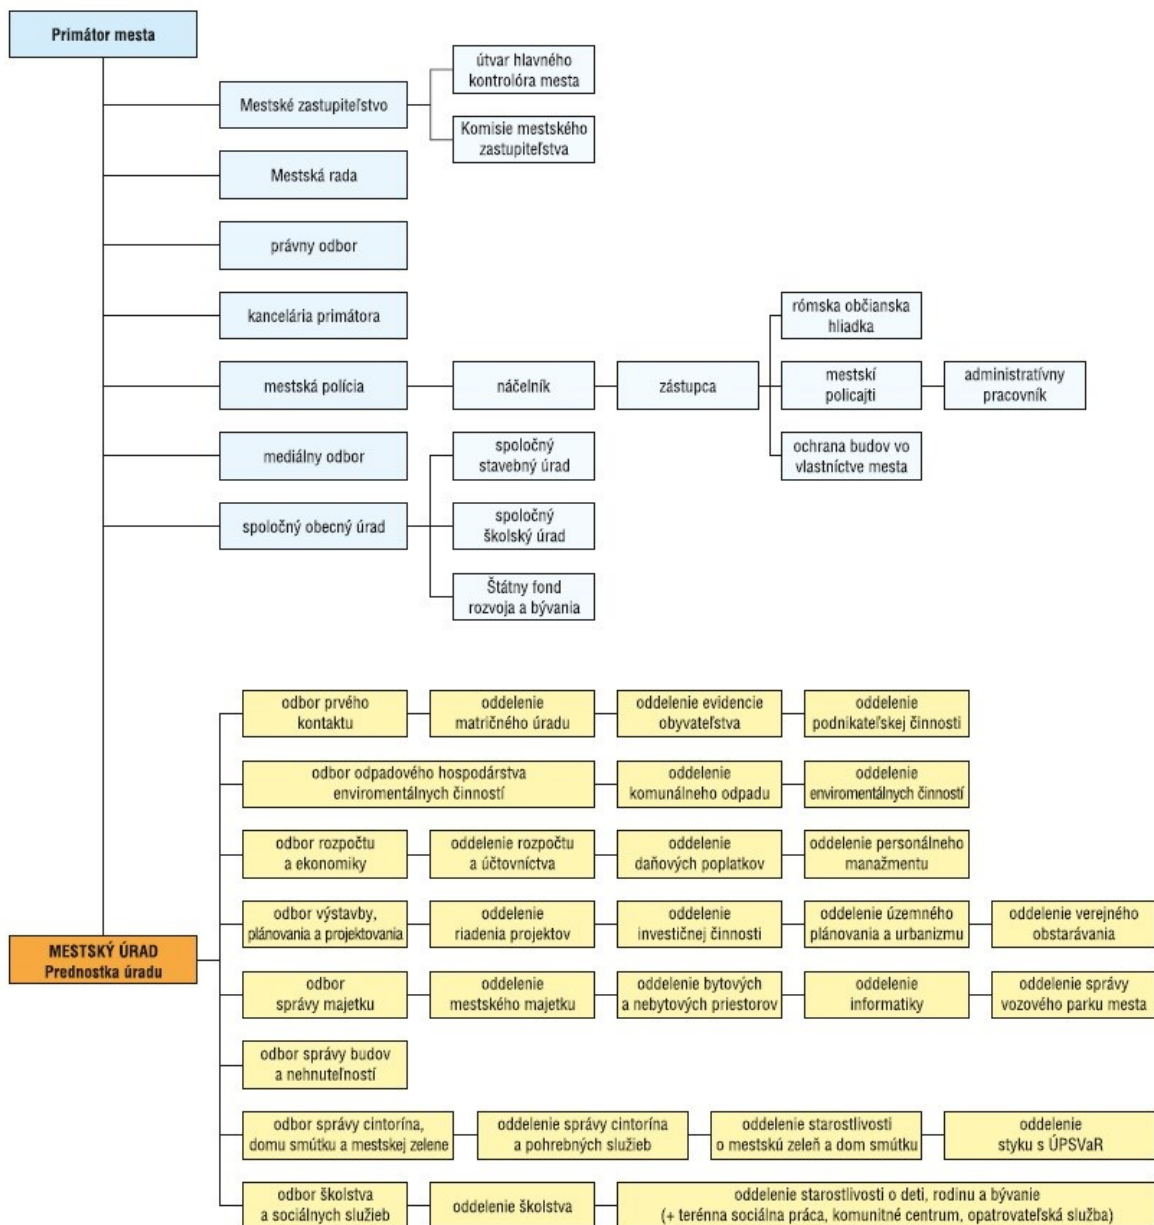 Primátor mesta
Mestské zastupiteľstvo
útvar hlavného
kontrolóra mesta
Komisie mestského
zastupiteľstva
Mestská rada
právny odbor
kancelária primátora
mestská polícia
náčelník
zástupca
rómska občianska
hliadka
mestskí
policajti
administratívny
pracovník
ochrana budov vo
vlastníctve mesta
mediálny odbor
spoločný obecný úrad
spoločný
stavebný úrad
spoločný
školský úrad
Štátny fond
rozvoja a bývania
MESTSKÝ ÚRAD
Prednostka úradu
odbor prvého
kontaktu
oddelenie
matričného úradu
oddelenie evidencie
obyvateľstva
oddelenie
podnikateľskej činnosti
odbor odpadového hospodárstva
enviromentálnych činností
oddelenie
komunálneho odpadu
oddelenie
enviromentálnych činností
odbor rozpočtu
a ekonomiky
oddelenie rozpočtu
a účtovníctva
oddelenie
daňových poplatkov
oddelenie personálneho
manažmentu
odbor výstavby,
plánovania a projektovania
oddelenie
riadenia projektov
oddelenie
investičnej činnosti
oddelenie územného
plánovania a urbanizmu
oddelenie verejného
obstarávania
odbor
správy majetku
oddelenie
mestského majetku
oddelenie bytových
a nebytových priestorov
oddelenie
informatiky
oddelenie správy
vozového parku mesta
odbor správy budov
a nehnuteľností
odbor správy cintorína,
domu smútku a mestskej zelene
oddelenie správy cintorína
a pohrebných služieb
oddelenie starostlivosti
o mestskú zeleň a dom smútku
oddelenie
styku s ÚPSVaR
odbor školstva
a sociálnych služieb
oddelenie školstva
oddelenie starostlivosti o deti, rodinu a bývanie
(+ terénna sociálna práca, komunitné centrum, opatrovateľská služba)